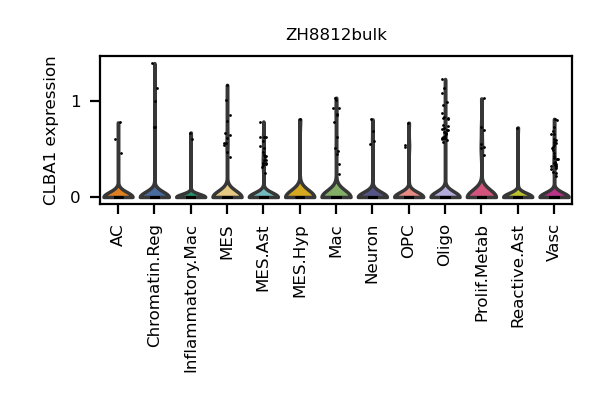 ZH8812bulk
CLBA1 expression
1
0
AC
Chromatin.Reg
Inflammatory.Mac
MES
MES.Ast
MES.Hyp
Mac
Neuron
OPC
Oligo
Prolif.Metab
Reactive.Ast
Vasc